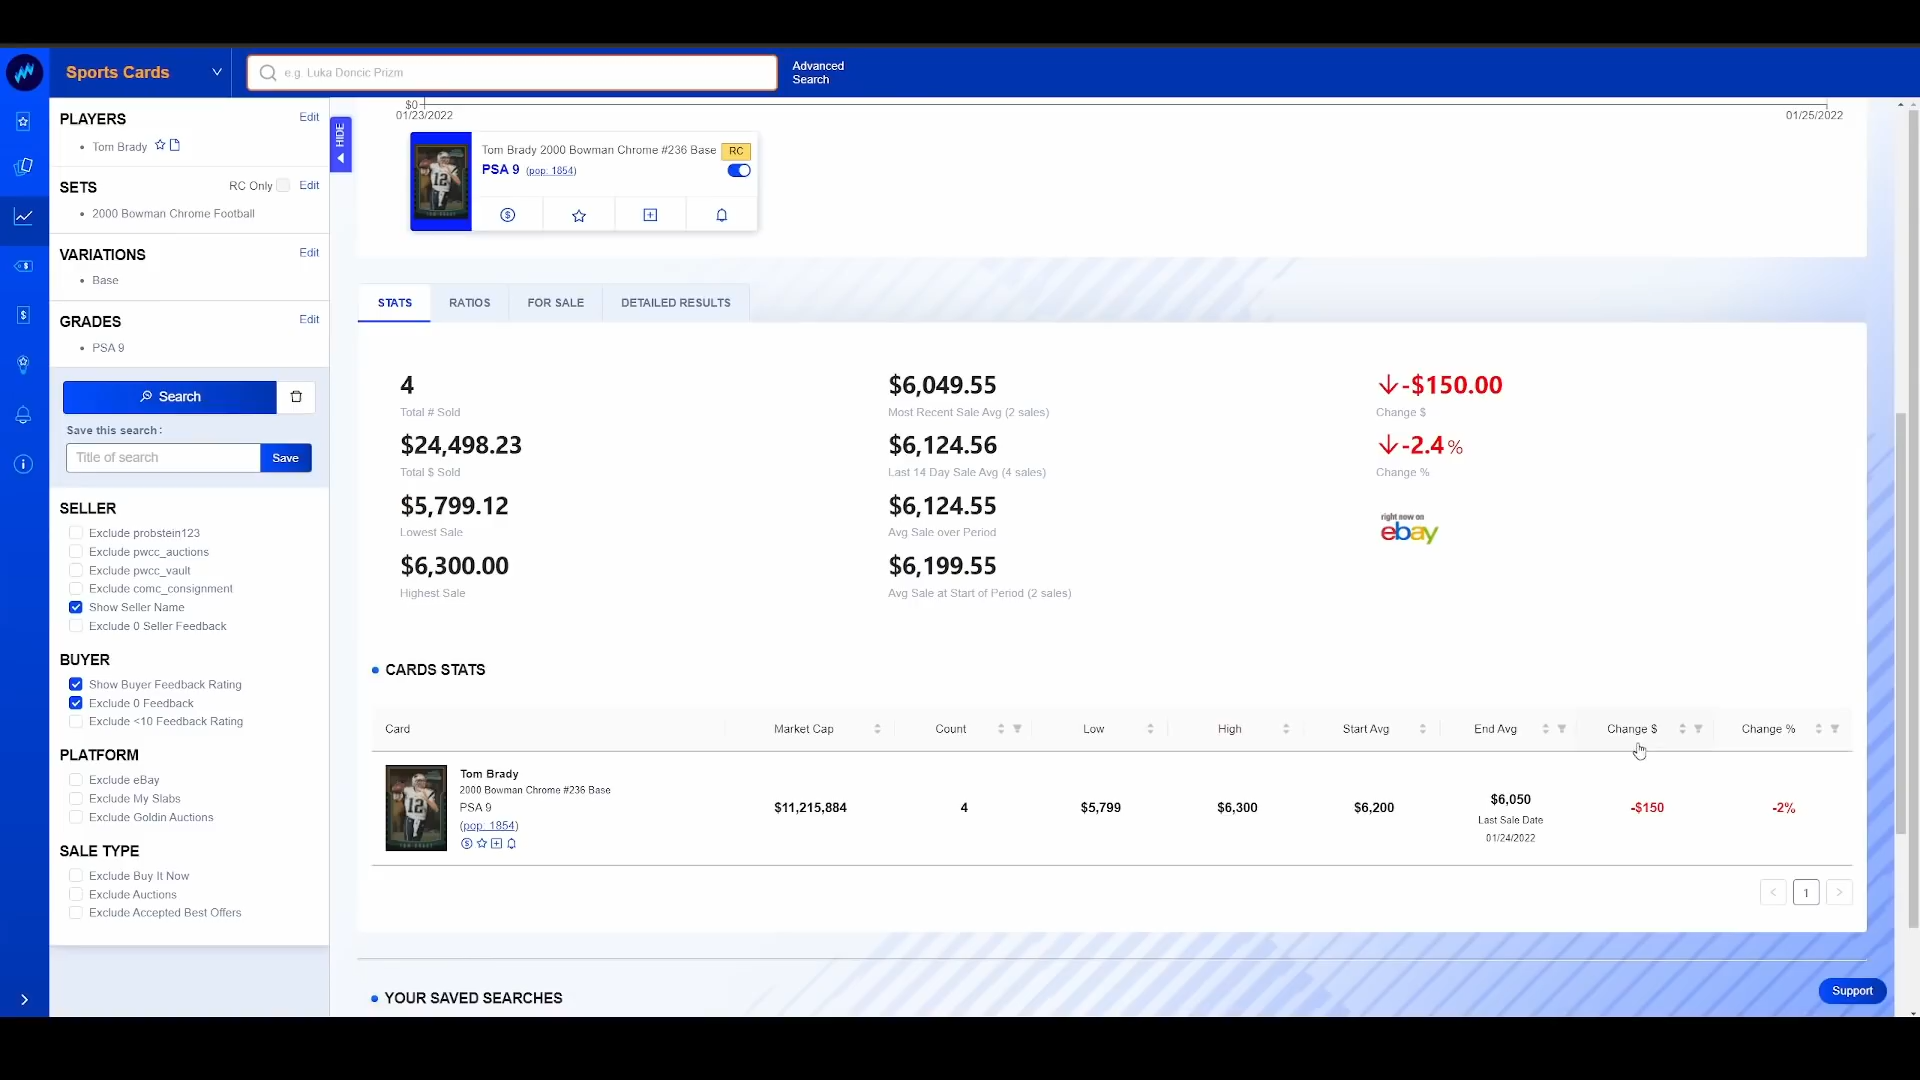 Sports Cards
e.g. Luka Doncic Prizm
Advanced
Search
PLAYERS
Edit
Tom Brady
SETS
RC Only
Edit
2000 Bowman Chrome Football
VARIATIONS
Edit
Base
GRADES
Edit
PSA 9
Search
Save this search:
Title of search
Save
SELLER
Exclude probstein123
Exclude pwcc_auctions
Exclude pwcc_vault
Exclude comc_consignment
Show Seller Name
Exclude 0 Seller Feedback
BUYER
Show Buyer Feedback Rating
Exclude 0 Feedback
Exclude <10 Feedback Rating
PLATFORM
Exclude eBay
Exclude My Slabs
Exclude Goldin Auctions
SALE TYPE
Exclude Buy It Now
Exclude Auctions
Exclude Accepted Best Offers
HIDE
$0
01/23/2022
01/25/2022
Tom Brady 2000 Bowman Chrome #236 Base
RC
PSA 9 (pop: 1854)
STATS
RATIOS
FOR SALE
DETAILED RESULTS
4
Total # Sold
$24,498.23
Total $ Sold
$5,799.12
Lowest Sale
$6,300.00
Highest Sale
$6,049.55
Most Recent Sale Avg (2 sales)
$6,124.56
Last 14 Day Sale Avg (4 sales)
$6,124.55
Avg Sale over Period
$6,199.55
Avg Sale at Start of Period (2 sales)
-$150.00
Change $
-2.4%
Change %
right now on
ebay
CARDS STATS
Card Market Cap Count Low High Start Avg End Avg Change $ Change %
Tom Brady
2000 Bowman Chrome #236 Base
PSA 9
(pop: 1854)
$11,215,884
4
$5,799
$6,300
$6,200
$6,050
Last Sale Date
01/24/2022
-$150
-2%
1
YOUR SAVED SEARCHES
Support